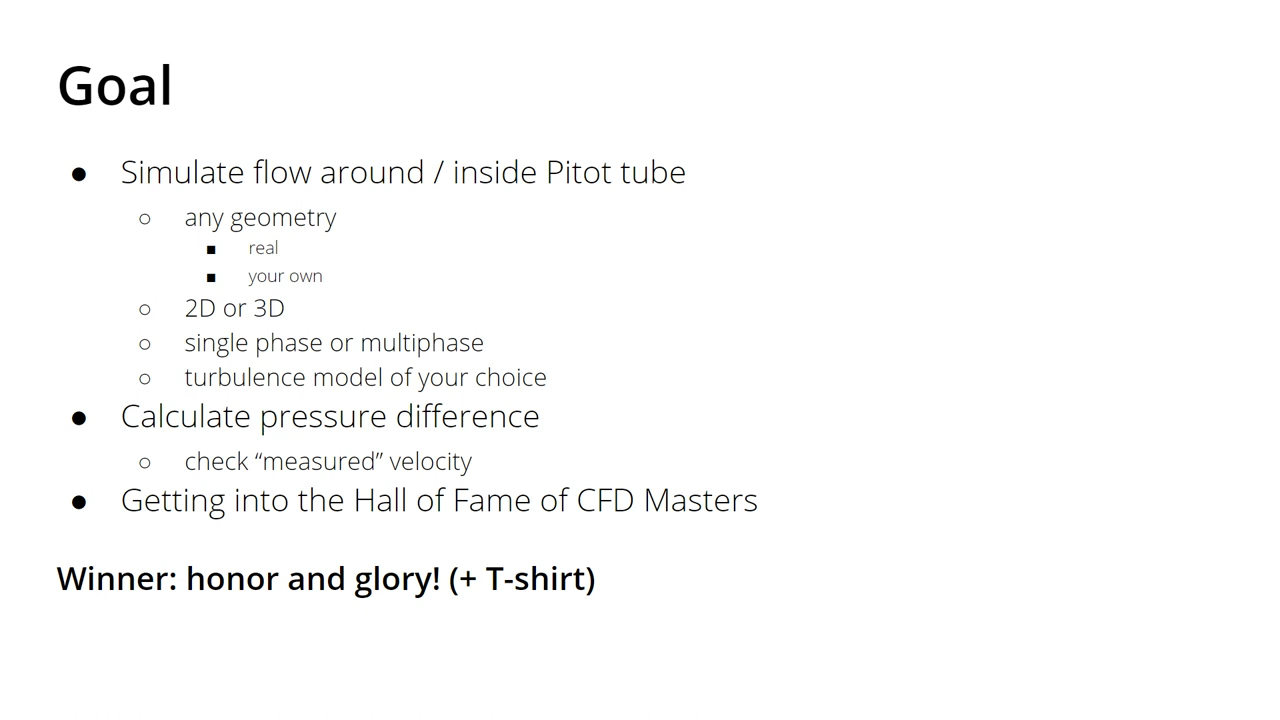 Goal
● Simulate flow around / inside Pitot tube
○ any geometry
■ real
■ your own
○ 2D or 3D
○ single phase or multiphase
○ turbulence model of your choice
● Calculate pressure difference
○ check “measured” velocity
● Getting into the Hall of Fame of CFD Masters
Winner: honor and glory! (+ T-shirt)